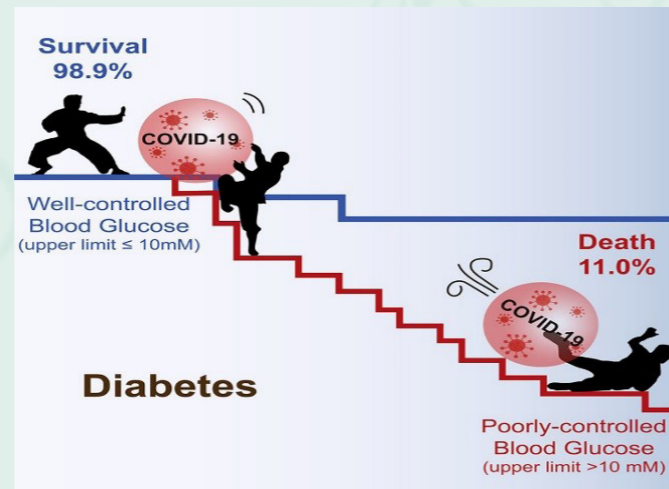 Survival
98.9%
COVID-19
Well-controlled
Blood Glucose
(upper limit ≤ 10mM)
Death
11.0%
COVID-19
Diabetes
Poorly-controlled
Blood Glucose
(upper limit >10 mM)